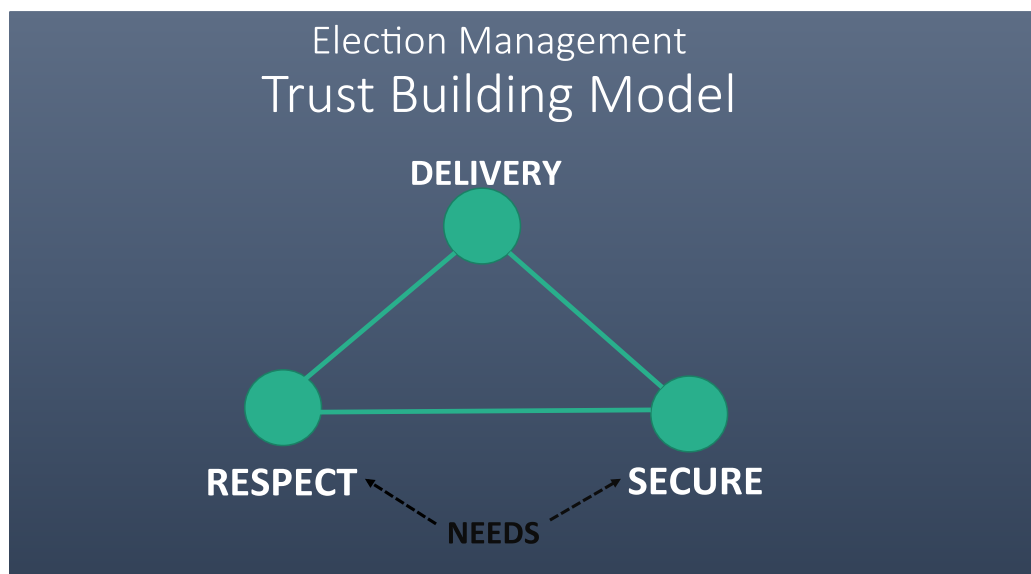 Election Management
Trust Building Model
DELIVERY
RESPECT
SECURE
NEEDS